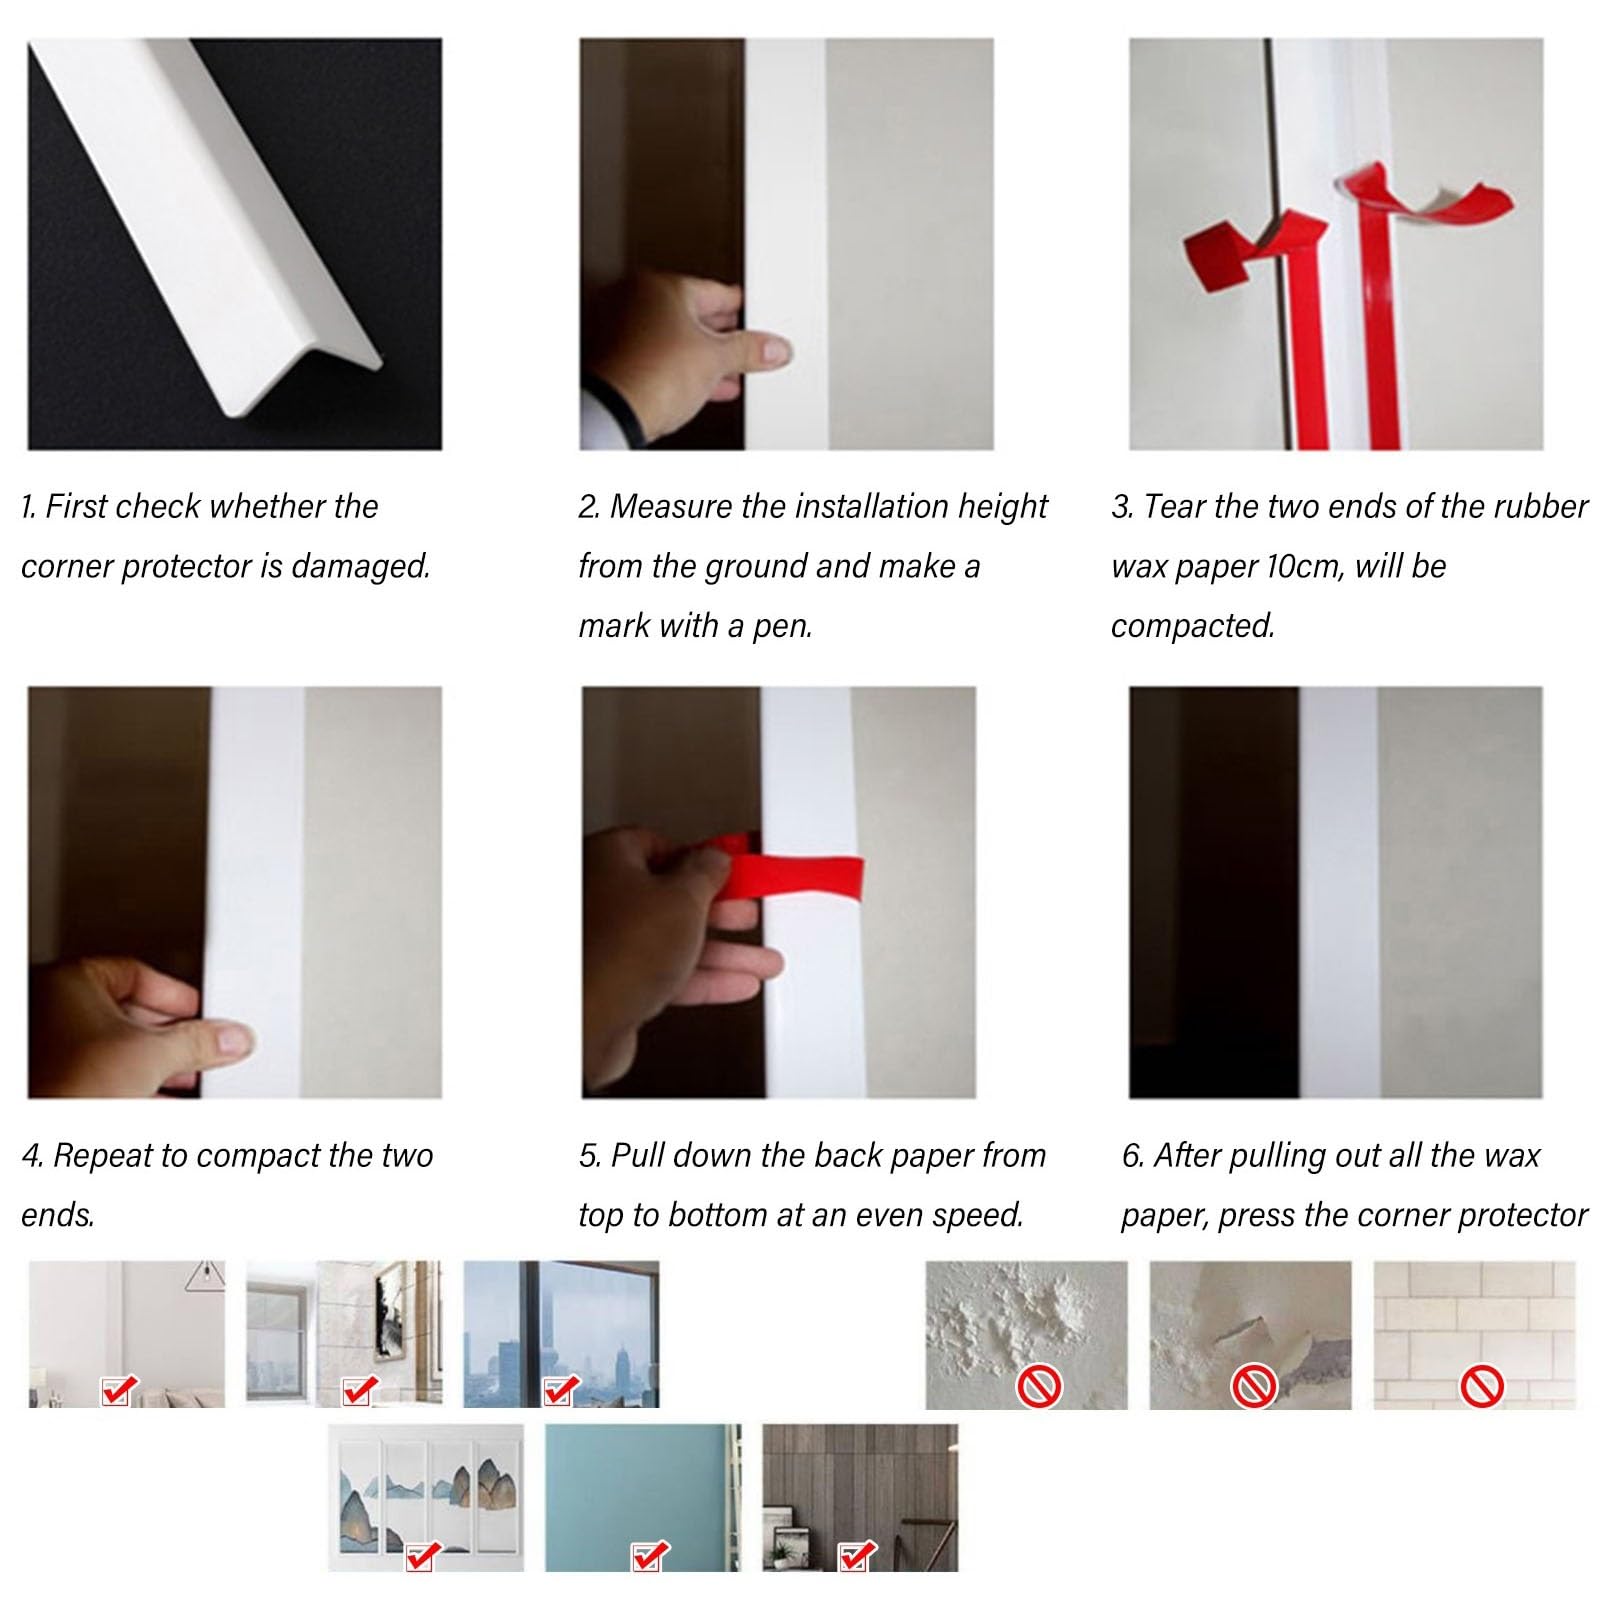 1. First check whether the
corner protector is damaged.
2. Measure the installation height
from the ground and make a
mark with a pen.
3. Tear the two ends of the rubber
wax paper 10cm, will be
compacted.
4. Repeat to compact the two
ends.
5. Pull down the back paper from
top to bottom at an even speed.
6. After pulling out all the wax
paper, press the corner protector